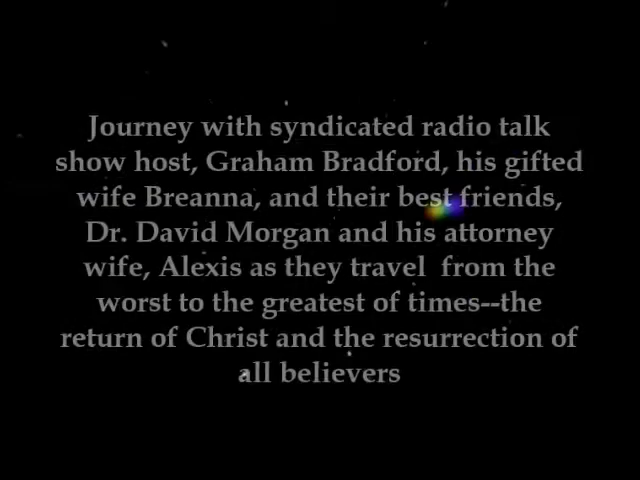 Journey with syndicated radio talk
show host, Graham Bradford, his gifted
wife Breanna, and their best friends,
Dr. David Morgan and his attorney
wife, Alexis as they travel  from the
worst to the greatest of times--the
return of Christ and the resurrection of
all believers